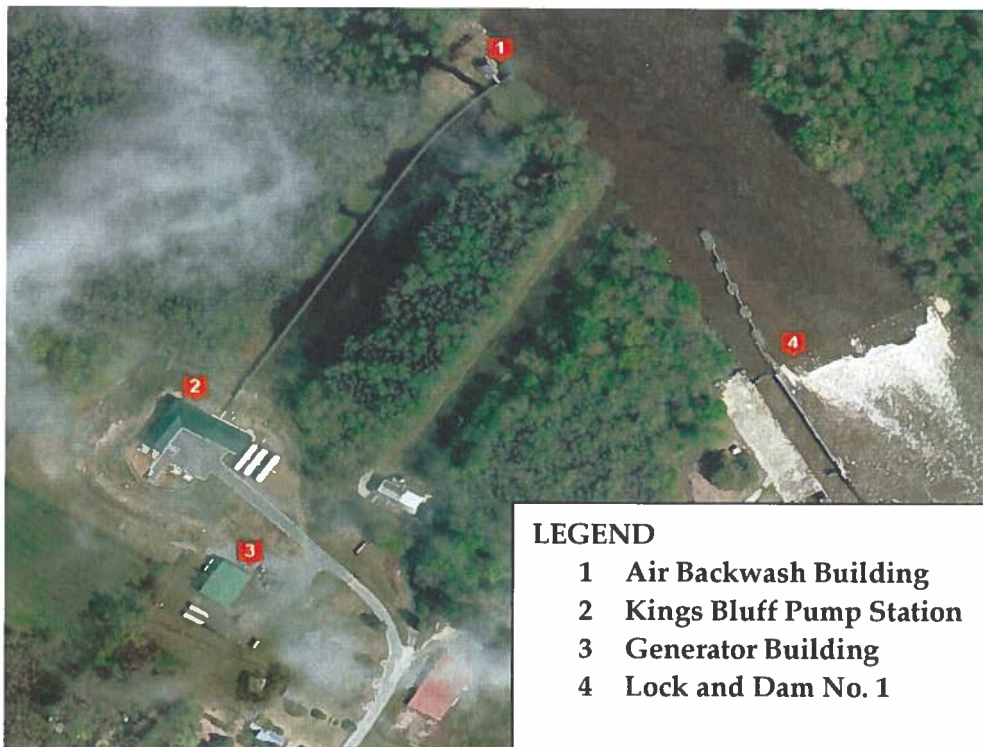 1
2
3
4
LEGEND
1 Air Backwash Building
2 Kings Bluff Pump Station
3 Generator Building
4 Lock and Dam No. 1